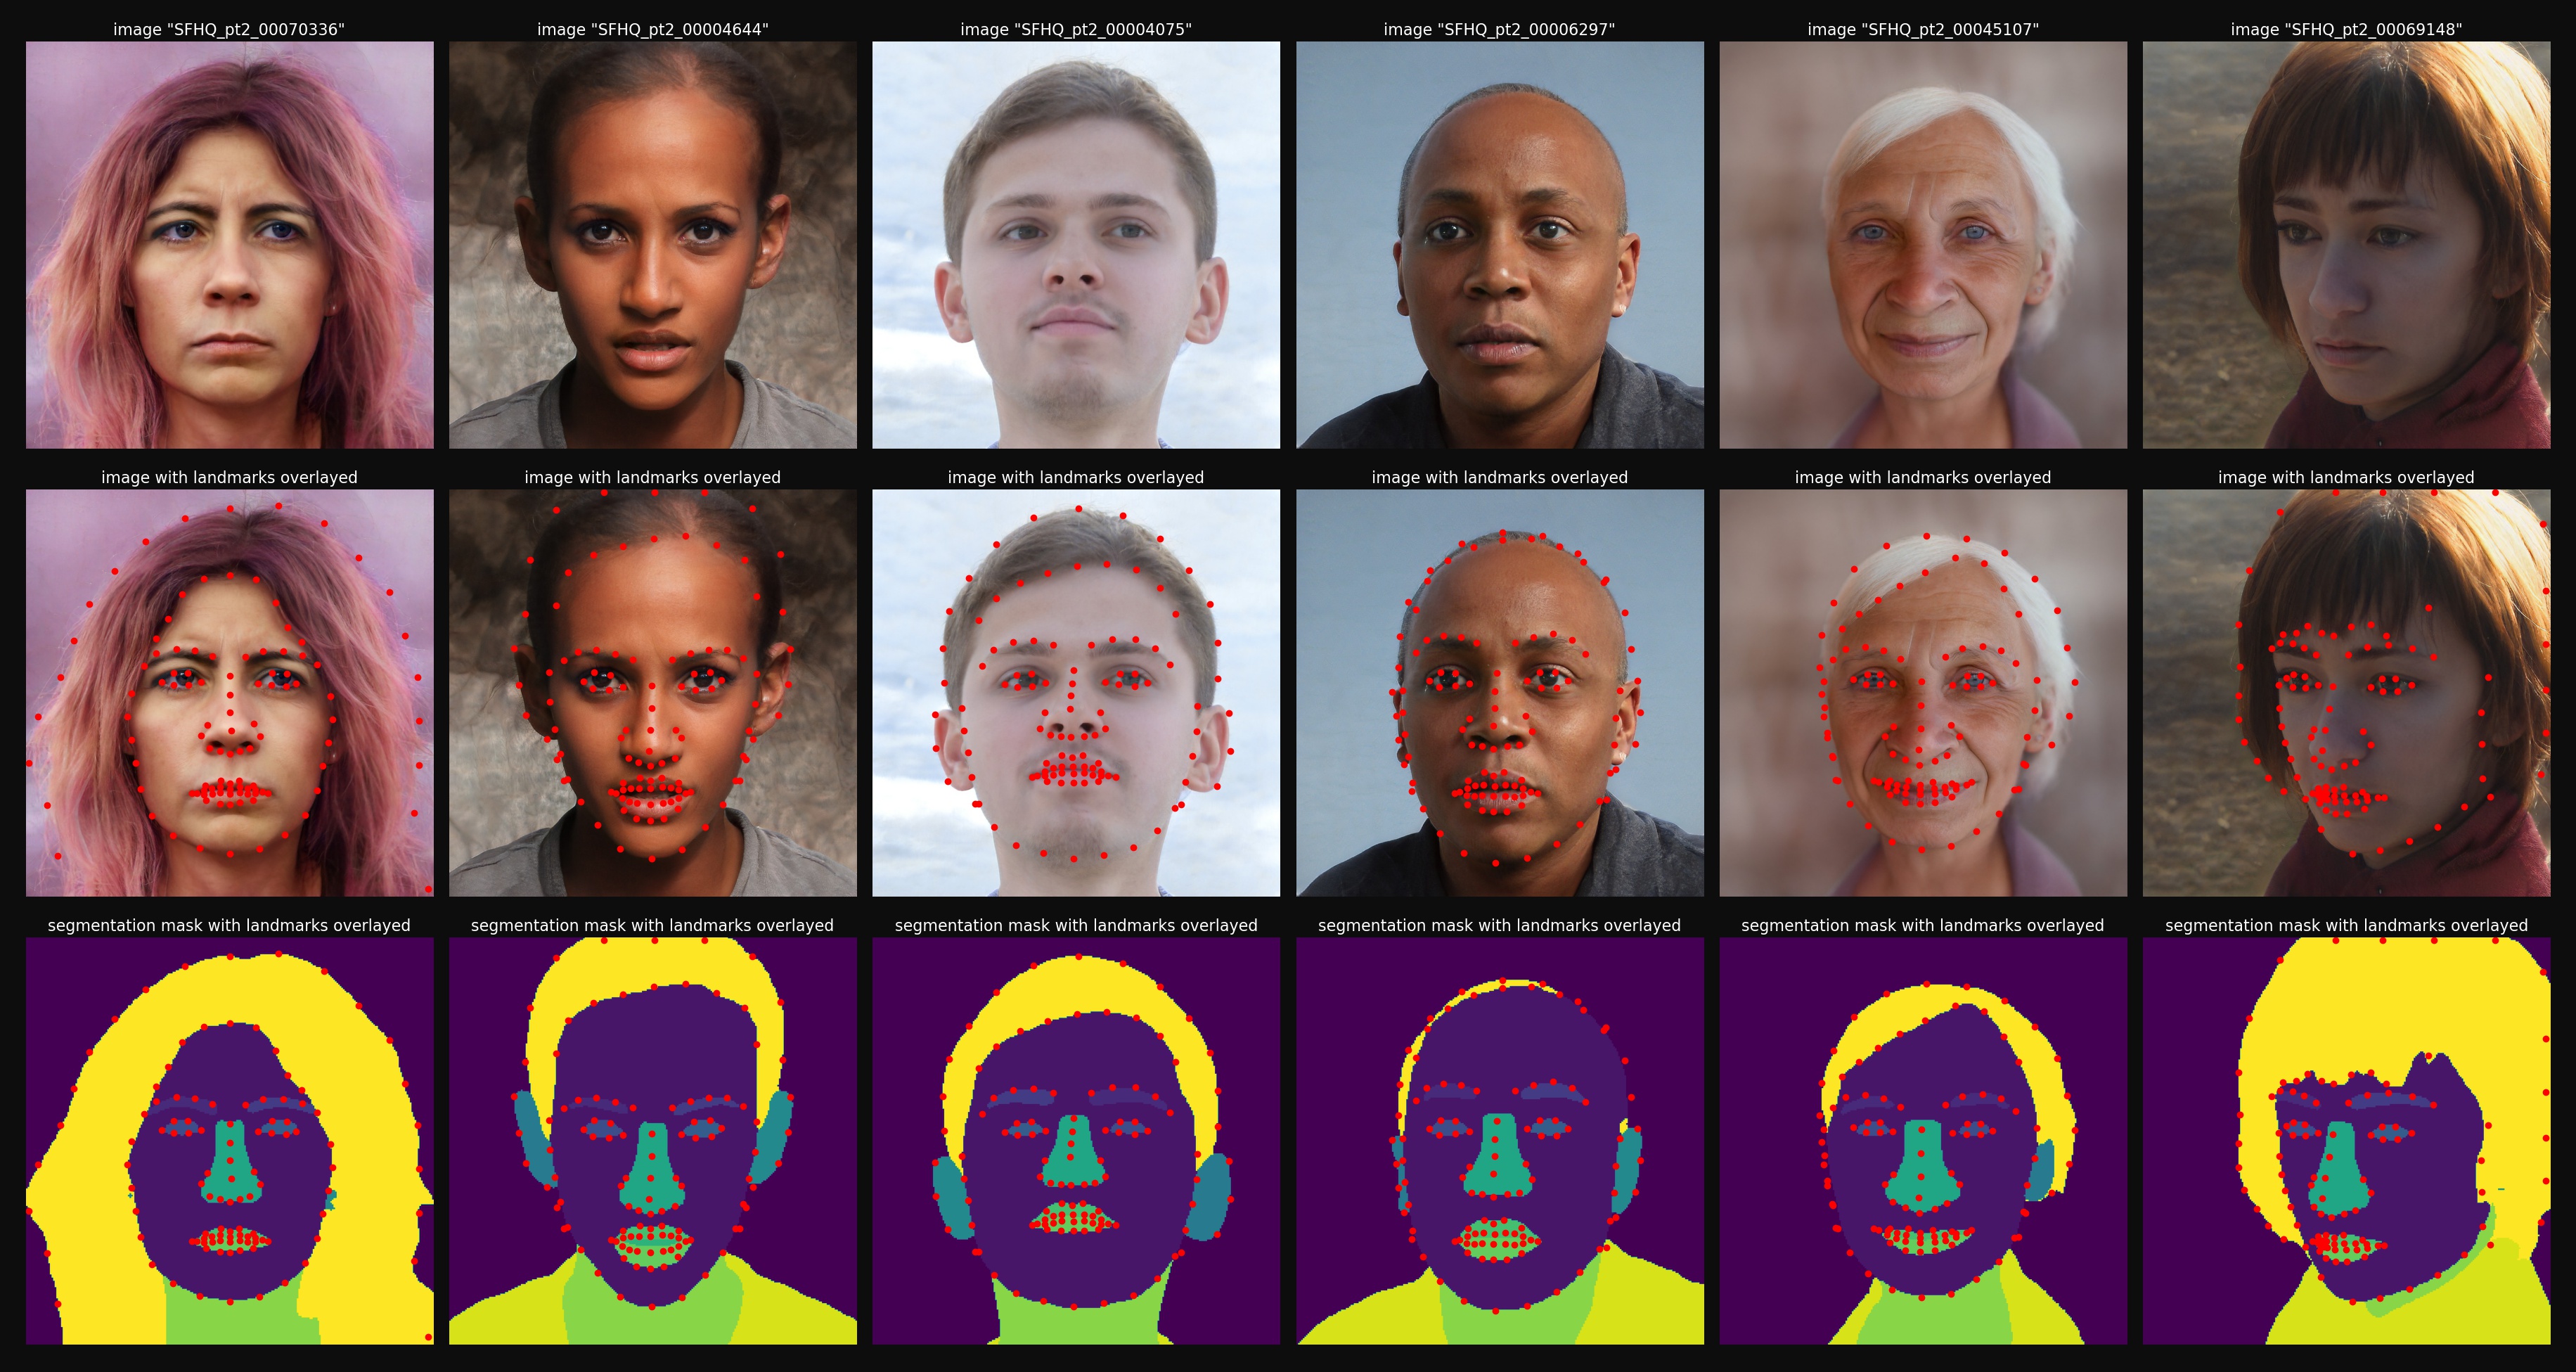 image "SFHQ_pt2_00070336"
image "SFHQ_pt2_00004644"
image "SFHQ_pt2_00004075"
image "SFHQ_pt2_00006297"
image "SFHQ_pt2_00045107"
image "SFHQ_pt2_00069148"
image with landmarks overlayed
image with landmarks overlayed
image with landmarks overlayed
image with landmarks overlayed
image with landmarks overlayed
image with landmarks overlayed
segmentation mask with landmarks overlayed
segmentation mask with landmarks overlayed
segmentation mask with landmarks overlayed
segmentation mask with landmarks overlayed
segmentation mask with landmarks overlayed
segmentation mask with landmarks overlayed